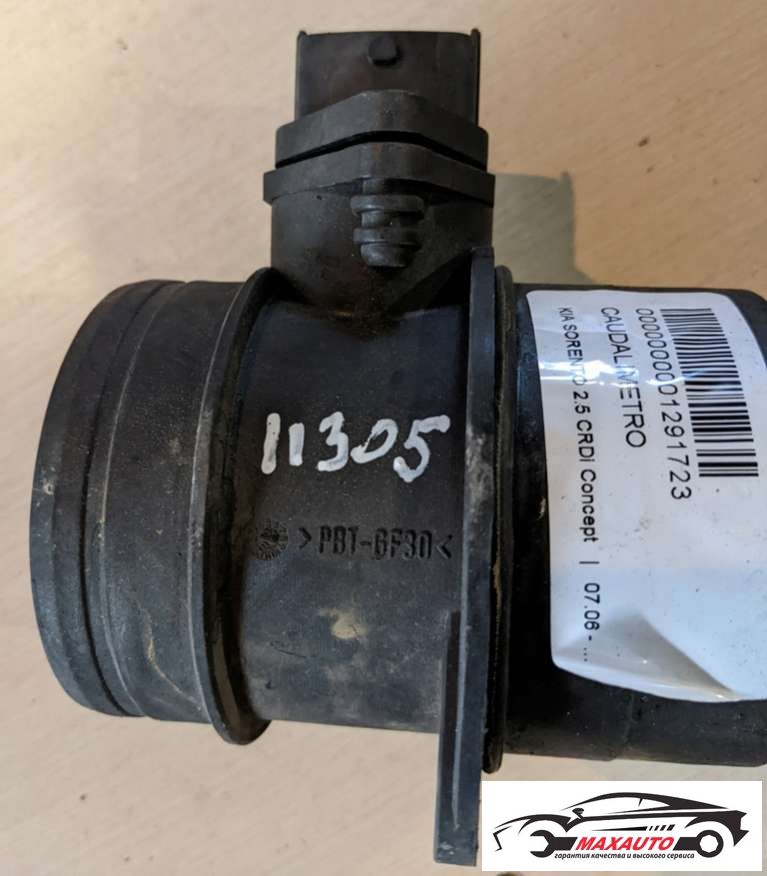 11305
>PBT-GF30<
0000000001291723
CAUDALIMETRO
KIA SORENTO 2.5 CRDi Concept | 07.06 - ...
MAXAUTO
гарантия качества и высокого сервиса